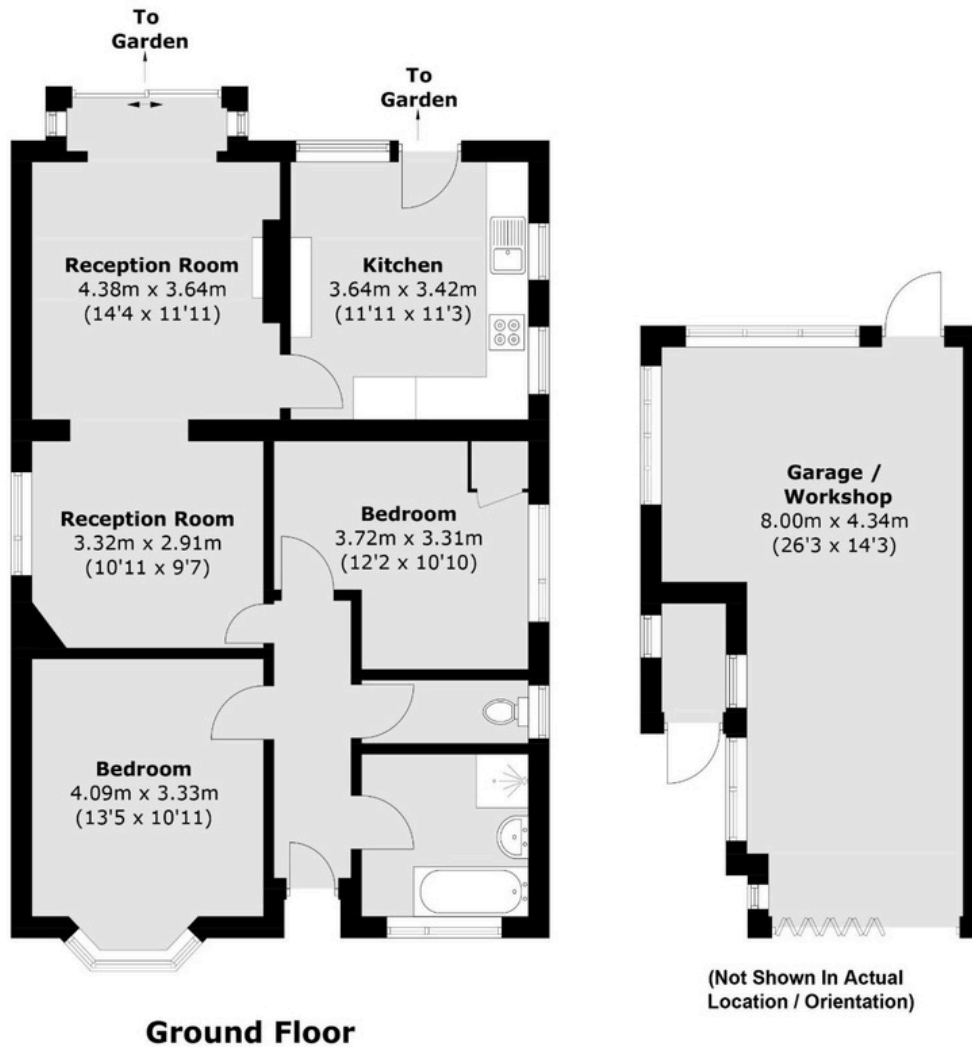 To
Garden
To
Garden
Reception Room
4.38m x 3.64m
(14'4 x 11'11)
Kitchen
3.64m x 3.42m
(11'11 x 11'3)
Reception Room
3.32m x 2.91m
(10'11 x 9'7)
Bedroom
3.72m x 3.31m
(12'2 x 10'10)
Bedroom
4.09m x 3.33m
(13'5 x 10'11)
Ground Floor
Garage /
Workshop
8.00m x 4.34m
(26'3 x 14'3)
(Not Shown In Actual
Location / Orientation)